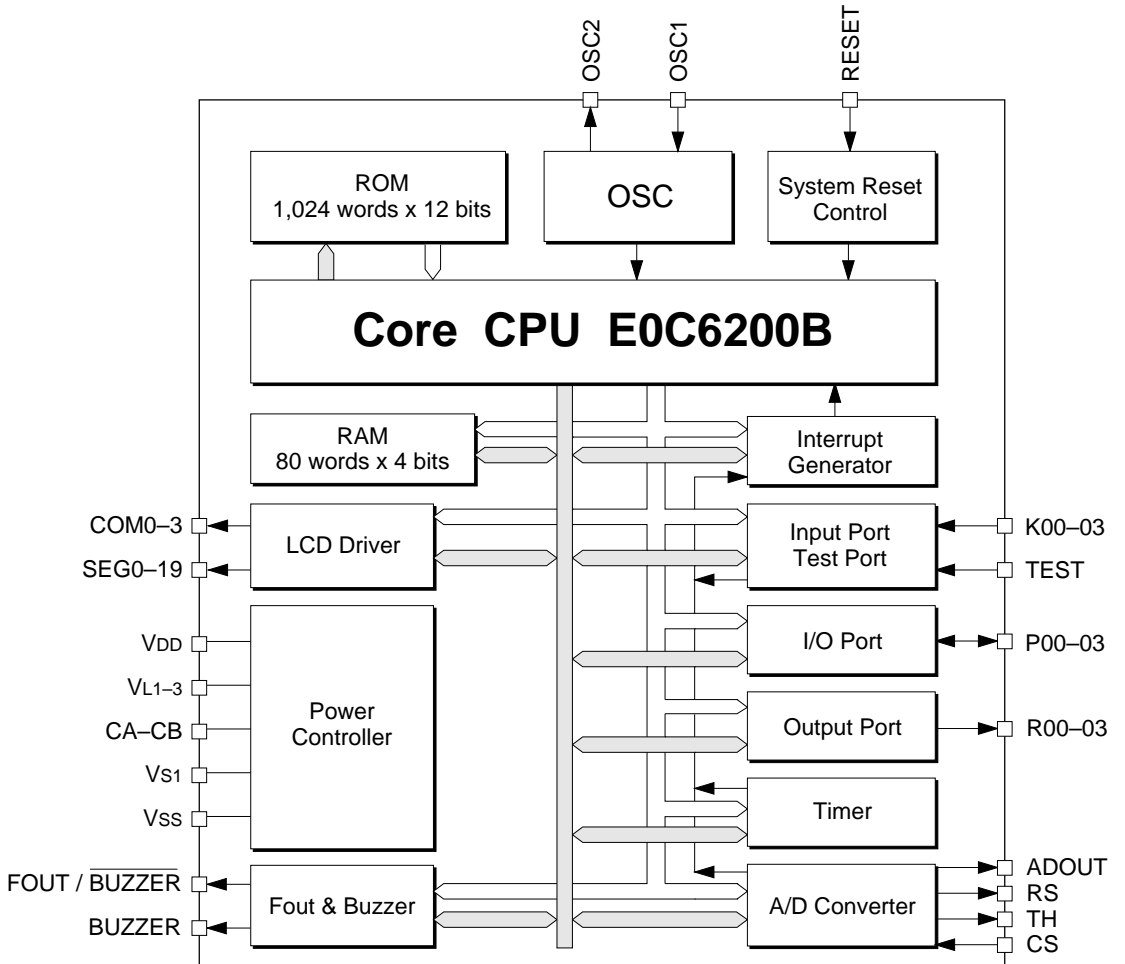 OSC2
OSC1
RESET
ROM
1,024 words x 12 bits
OSC
System Reset
Control
Core CPU E0C6200B
RAM
80 words x 4 bits
Interrupt
Generator
COM0–3
SEG0–19
LCD Driver
Input Port
Test Port
K00–03
TEST
VDD
VL1–3
CA–CB
VS1
VSS
Power
Controller
I/O Port
P00–03
Output Port
R00–03
Timer
FOUT / BUZZER
BUZZER
Fout & Buzzer
A/D Converter
ADOUT
RS
TH
CS